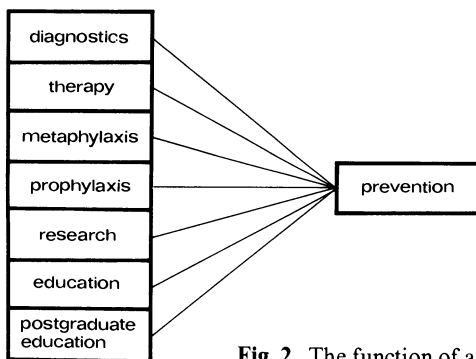 diagnostics
therapy
metaphylaxis
prophylaxis
research
education
postgraduate
education
prevention
Fig. 2. The function of a